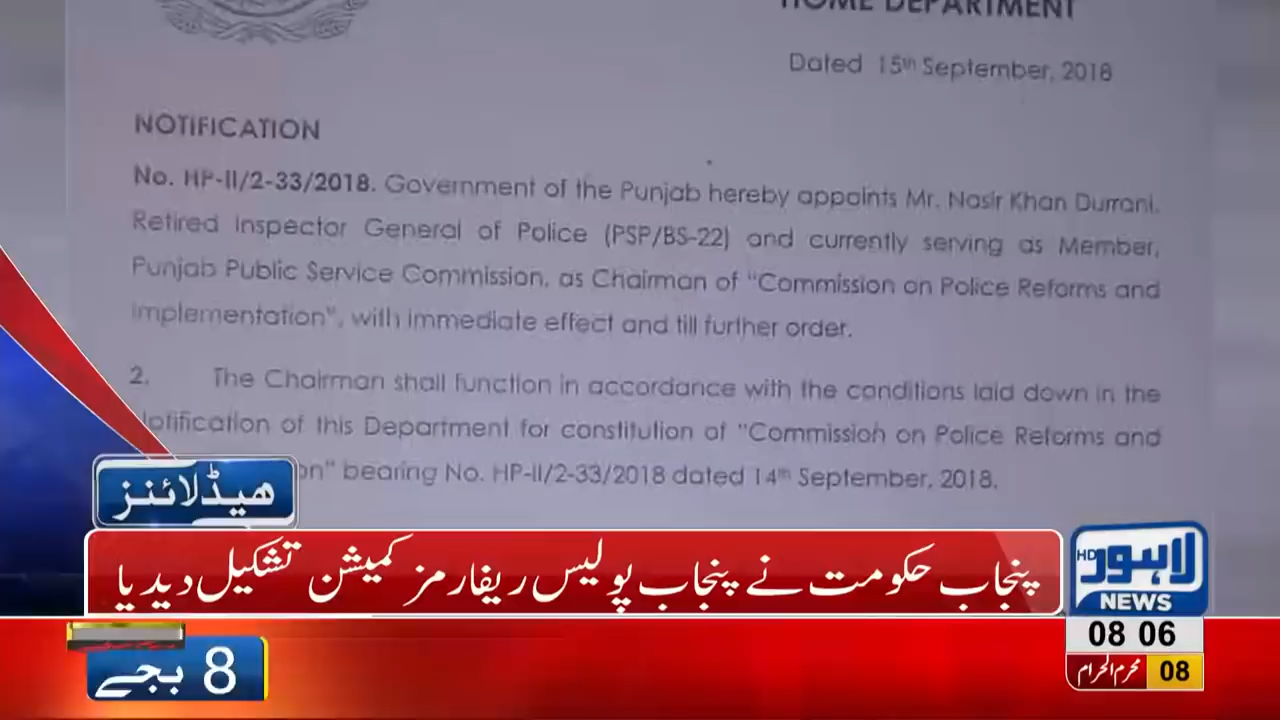 HOME DEPARTMENT
Dated 15th September, 2018
NOTIFICATION
No. HP-II/2-33/2018. Government of the Punjab hereby appoints Mr. Nasir Khan Durrani,
Retired Inspector General of Police (PSP/BS-22) and currently serving as Member,
Punjab Public Service Commission, as Chairman of "Commission on Police Reforms and
Implementation", with immediate effect and till further order.
2. The Chairman shall function in accordance with the conditions laid down in the
Notification of this Department for constitution of "Commission on Police Reforms and
on" bearing No. HP-II/2-33/2018 dated 14th September, 2018.
ہیڈلائنز
پنجاب حکومت نے پنجاب پولیس ریفارمز کمیشن تشکیل دیدیا
لاہور HD
NEWS
08 06
محرم الحرام 08
8 بجے